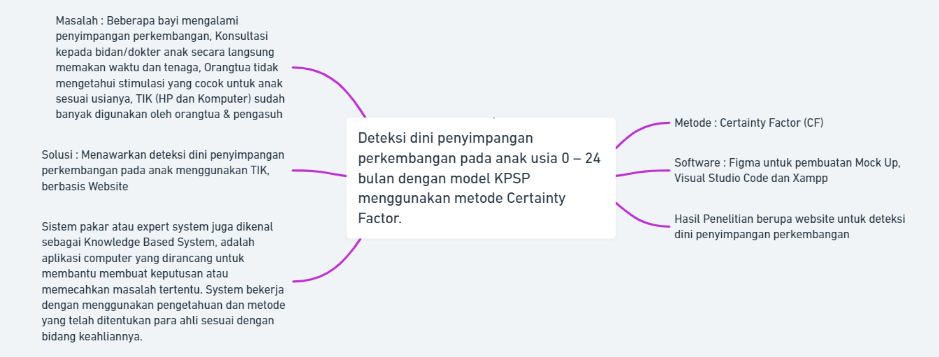 Masalah : Beberapa bayi mengalami
penyimpangan perkembangan, Konsultasi
kepada bidan/dokter anak secara langsung
memakan waktu dan tenaga, Orangtua tidak
mengetahui stimulasi yang cocok untuk anak
sesuai usianya, TIK (HP dan Komputer) sudah
banyak digunakan oleh orangtua & pengasuh
Solusi : Menawarkan deteksi dini penyimpangan
perkembangan pada anak menggunakan TIK,
berbasis Website
Sistem pakar atau expert system juga dikenal
sebagai Knowledge Based System, adalah
aplikasi computer yang dirancang untuk
membantu membuat keputusan atau
memecahkan masalah tertentu. System bekerja
dengan menggunakan pengetahuan dan metode
yang telah ditentukan para ahli sesuai dengan
bidang keahliannya.
Deteksi dini penyimpangan
perkembangan pada anak usia 0 – 24
bulan dengan model KPSP
menggunakan metode Certainty
Factor.
Metode : Certainty Factor (CF)
Software : Figma untuk pembuatan Mock Up,
Visual Studio Code dan Xampp
Hasil Penelitian berupa website untuk deteksi
dini penyimpangan perkembangan